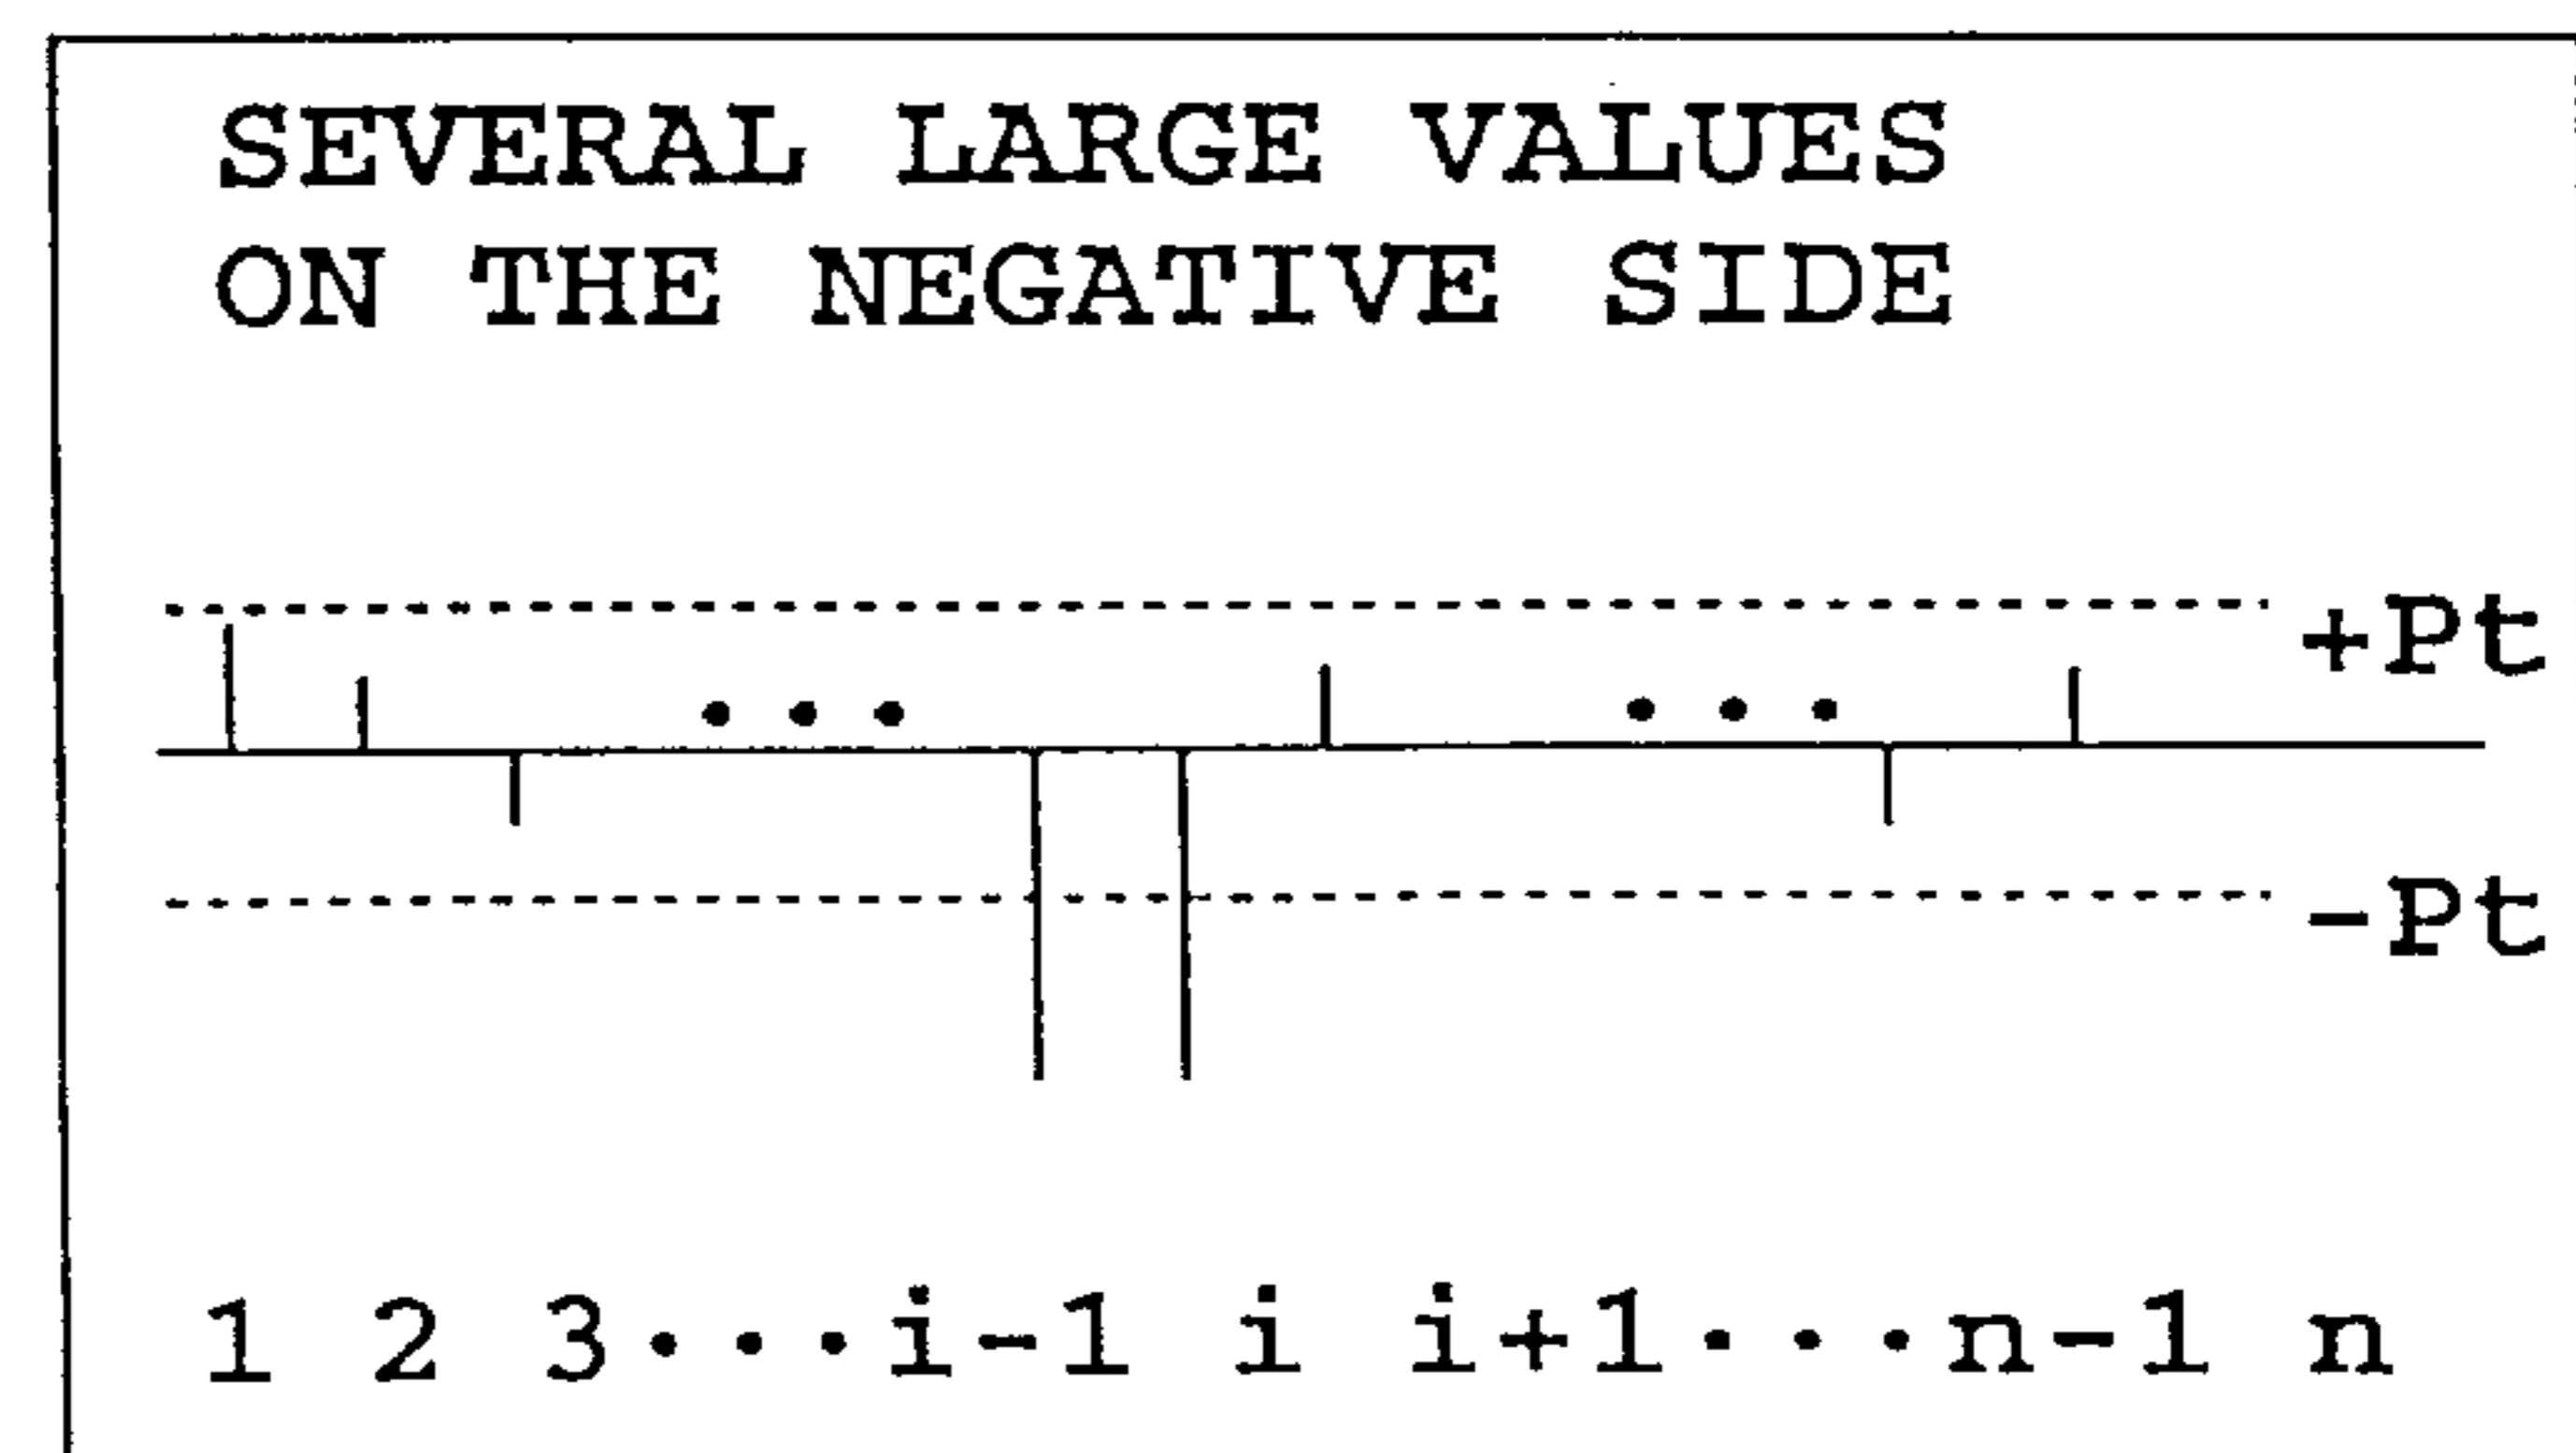 SEVERAL LARGE VALUES
ON THE NEGATIVE SIDE
+Pt
-Pt
1 2 3···i-1 i i+1···n-1 n